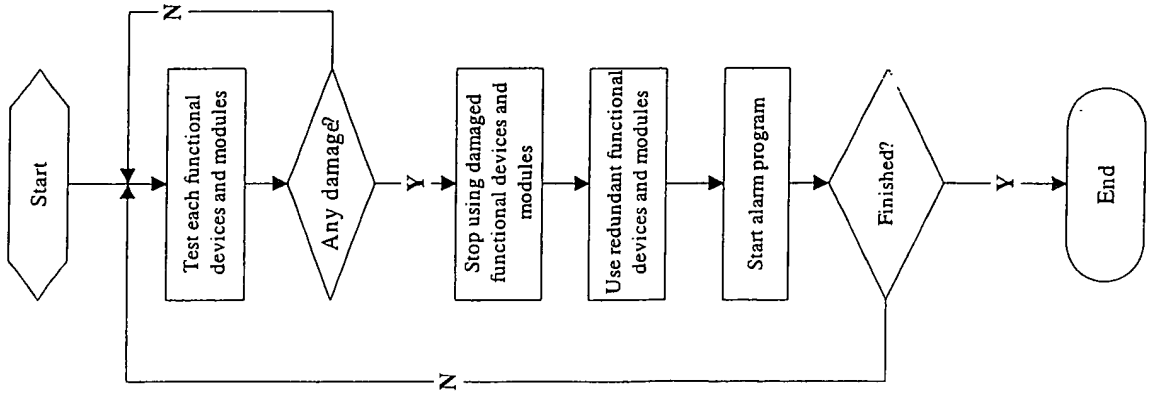 Start
Test each functional
devices and modules
Any damage?
N
Y
Stop using damaged
functional devices and
modules
Use redundant functional
devices and modules
Start alarm program
Finished?
N
Y
End